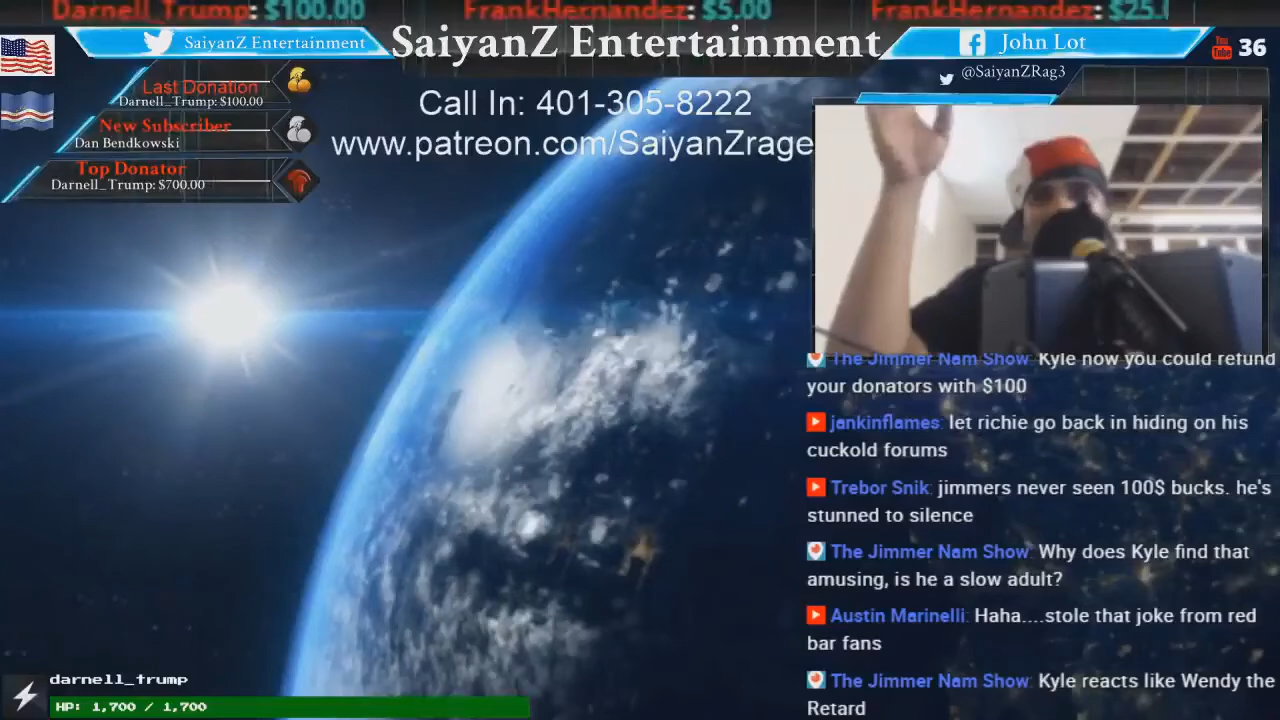 Darnell_Trump: $100.00 FrankHernandez: $5.00 FrankHernandez: $25.
SaiyanZ Entertainment
SaiyanZ Entertainment
John Lot
You Tube 36
@SaiyanZRag3
Last Donation
Darnell_Trump: $100.00
New Subscriber
Dan Bendkowski
Top Donator
Darnell_Trump: $700.00
Call In: 401-305-8222
www.patreon.com/SaiyanZrage
The Jimmer Nam Show: Kyle now you could refund
your donators with $100
jankinflames: let richie go back in hiding on his
cuckold forums
Trebor Snik: jimmers never seen 100$ bucks. he's
stunned to silence
The Jimmer Nam Show: Why does Kyle find that
amusing, is he a slow adult?
Austin Marinelli: Haha....stole that joke from red
bar fans
The Jimmer Nam Show: Kyle reacts like Wendy the
Retard
darnell_trump
HP: 1,700 / 1,700